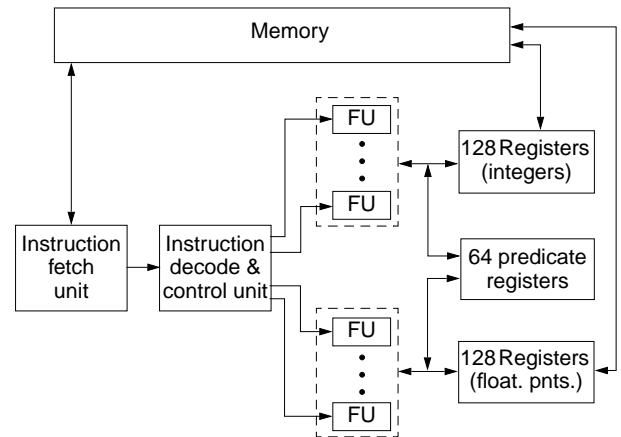 Memory
FU
FU
128 Registers
(integers)
Instruction
fetch
unit
Instruction
decode &
control unit
64 predicate
registers
FU
FU
128 Registers
(float. pnts.)